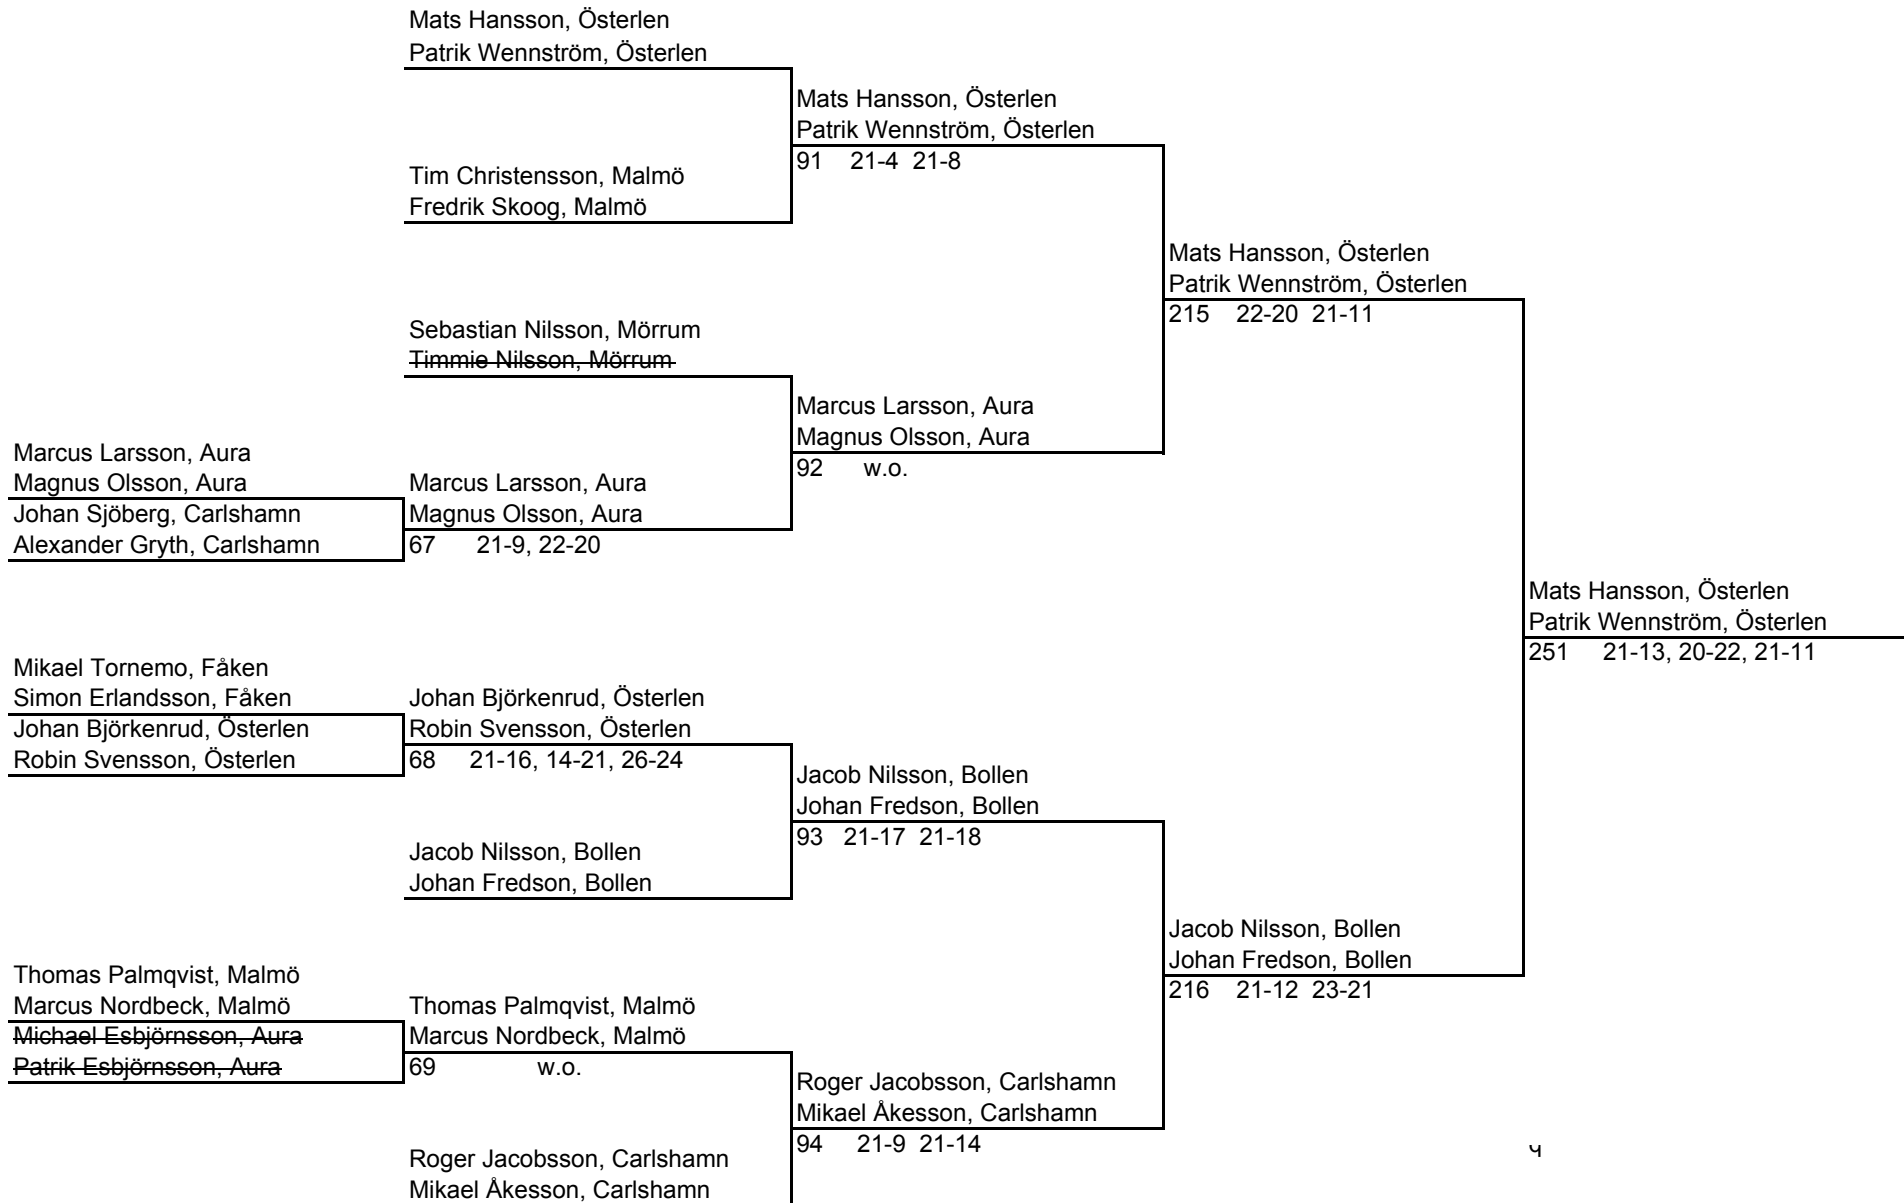 Mats Hansson, Österlen
Patrik Wennström, Österlen
Mats Hansson, Österlen
Patrik Wennström, Österlen
91 21-4 21-8
Tim Christensson, Malmö
Fredrik Skoog, Malmö
Mats Hansson, Österlen
Patrik Wennström, Österlen
215 22-20 21-11
Sebastian Nilsson, Mörrum
Timmie Nilsson, Mörrum
Marcus Larsson, Aura
Magnus Olsson, Aura
92 w.o.
Marcus Larsson, Aura
Magnus Olsson, Aura
Johan Sjöberg, Carlshamn
Alexander Gryth, Carlshamn
Marcus Larsson, Aura
Magnus Olsson, Aura
67 21-9, 22-20
Mats Hansson, Österlen
Patrik Wennström, Österlen
251 21-13, 20-22, 21-11
Mikael Tornemo, Fåken
Simon Erlandsson, Fåken
Johan Björkenrud, Österlen
Robin Svensson, Österlen
Johan Björkenrud, Österlen
Robin Svensson, Österlen
68 21-16, 14-21, 26-24
Jacob Nilsson, Bollen
Johan Fredson, Bollen
93 21-17 21-18
Jacob Nilsson, Bollen
Johan Fredson, Bollen
Jacob Nilsson, Bollen
Johan Fredson, Bollen
216 21-12 23-21
Thomas Palmqvist, Malmö
Marcus Nordbeck, Malmö
Michael Esbjörnsson, Aura
Patrik Esbjörnsson, Aura
Thomas Palmqvist, Malmö
Marcus Nordbeck, Malmö
69 w.o.
Roger Jacobsson, Carlshamn
Mikael Åkesson, Carlshamn
94 21-9 21-14
Roger Jacobsson, Carlshamn
Mikael Åkesson, Carlshamn